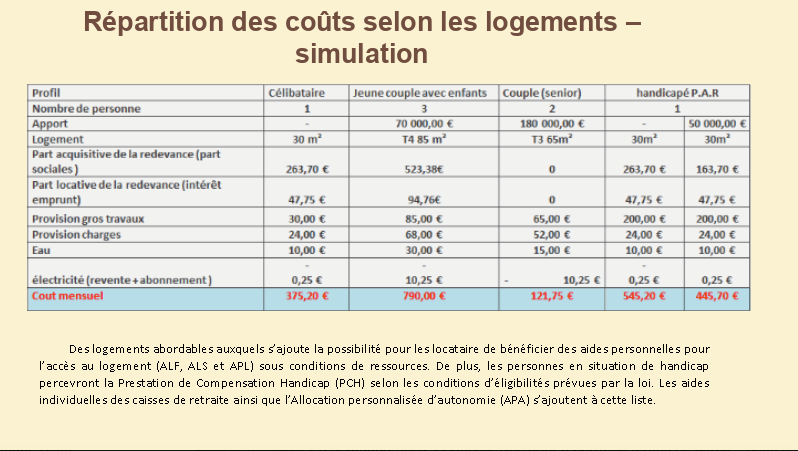 Répartition des coûts selon les logements –
simulation
Profil Célibataire Jeune couple avec enfants Couple (senior) handicapé P.A.R
Nombre de personne 1 3 2 1
Apport - 70 000,00 € 180 000,00 € - 50 000,00 €
Logement 30 m² T4 85 m² T3 65m² 30m² 30m²
Part acquisitive de la redevance (part
sociales ) 263,70 € 523,38€ 0 263,70 € 163,70 €
Part locative de la redevance (intérêt
emprunt) 47,75 € 94,76€ 0 47,75 € 47,75 €
Provision gros travaux 30,00 € 85,00 € 65,00 € 200,00 € 200,00 €
Provision charges 24,00 € 68,00 € 52,00 € 24,00 € 24,00 €
Eau 10,00 € 30,00 € 15,00 € 10,00 € 10,00 €
- - - -
électricité (revente + abonnement ) 0,25 € 10,25 € - 10,25 € 0,25 € 0,25 €
Cout mensuel 375,20 € 790,00 € 121,75 € 545,20 € 445,70 €
Des logements abordables auxquels s’ajoute la possibilité pour les locataire de bénéficier des aides personnelles pour
l’accès au logement (ALF, ALS et APL) sous conditions de ressources. De plus, les personnes en situation de handicap
percevront la Prestation de Compensation Handicap (PCH) selon les conditions d’éligibilités prévues par la loi. Les aides
individuelles des caisses de retraite ainsi que l’Allocation personnalisée d’autonomie (APA) s’ajoutent à cette liste.